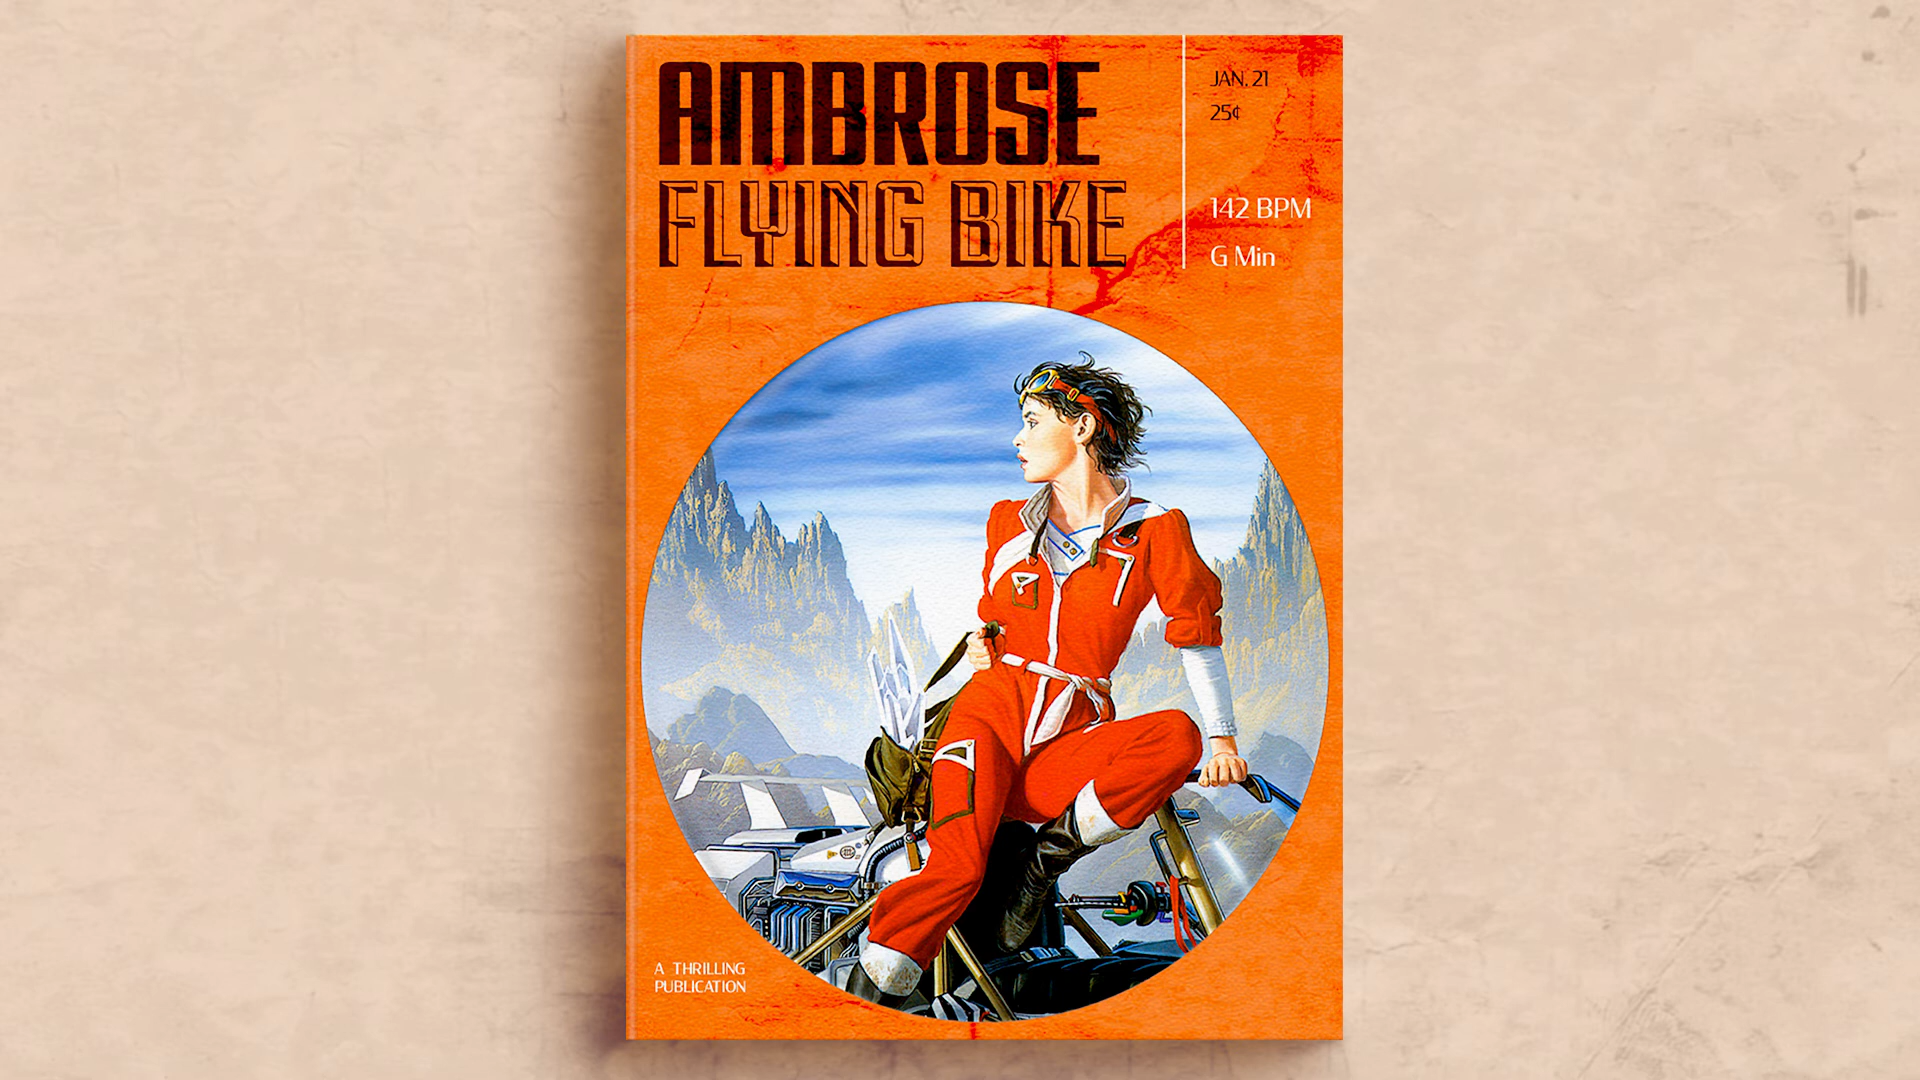 AMBROSE
FLYING BIKE
JAN. 21
25¢
142 BPM
G Min
A THRILLING
PUBLICATION